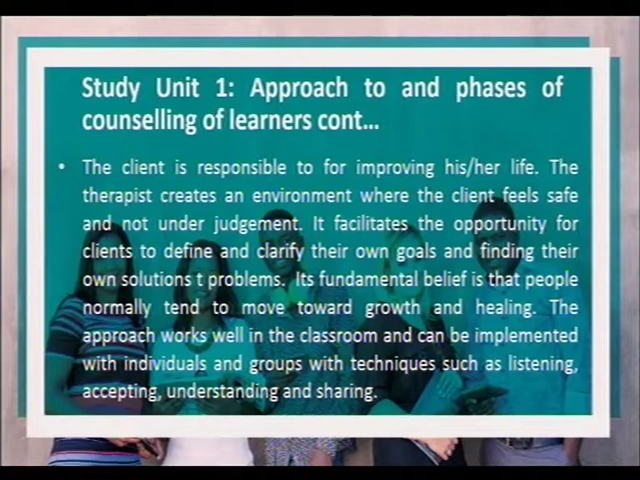 Study Unit 1: Approach to and phases of
counselling of learners cont…
• The client is responsible to for improving his/her life. The
therapist creates an environment where the client feels safe
and not under judgement. It facilitates the opportunity for
clients to define and clarify their own goals and finding their
own solutions t problems. Its fundamental belief is that people
normally tend to move toward growth and healing. The
approach works well in the classroom and can be implemented
with individuals and groups with techniques such as listening,
accepting, understanding and sharing.